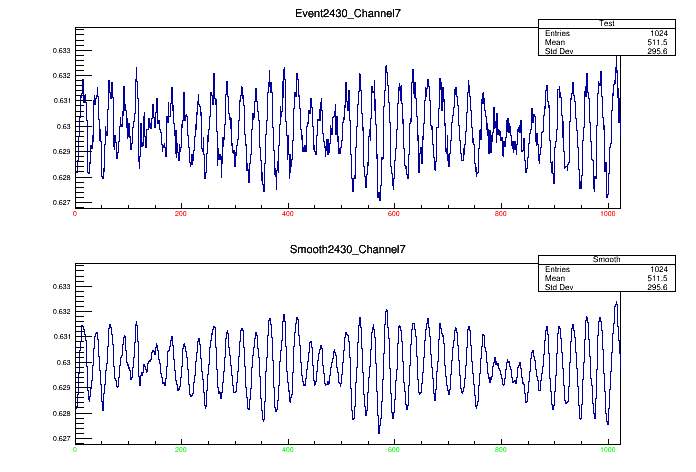 Event2430_Channel7
Test
Entries 1024
Mean 511.5
Std Dev 295.6
0.633
0.632
0.631
0.63
0.629
0.628
0.627
0 200 400 600 800 1000
Smooth2430_Channel7
Smooth
Entries 1024
Mean 511.5
Std Dev 295.6
0.633
0.632
0.631
0.63
0.629
0.628
0.627
0 200 400 600 800 1000